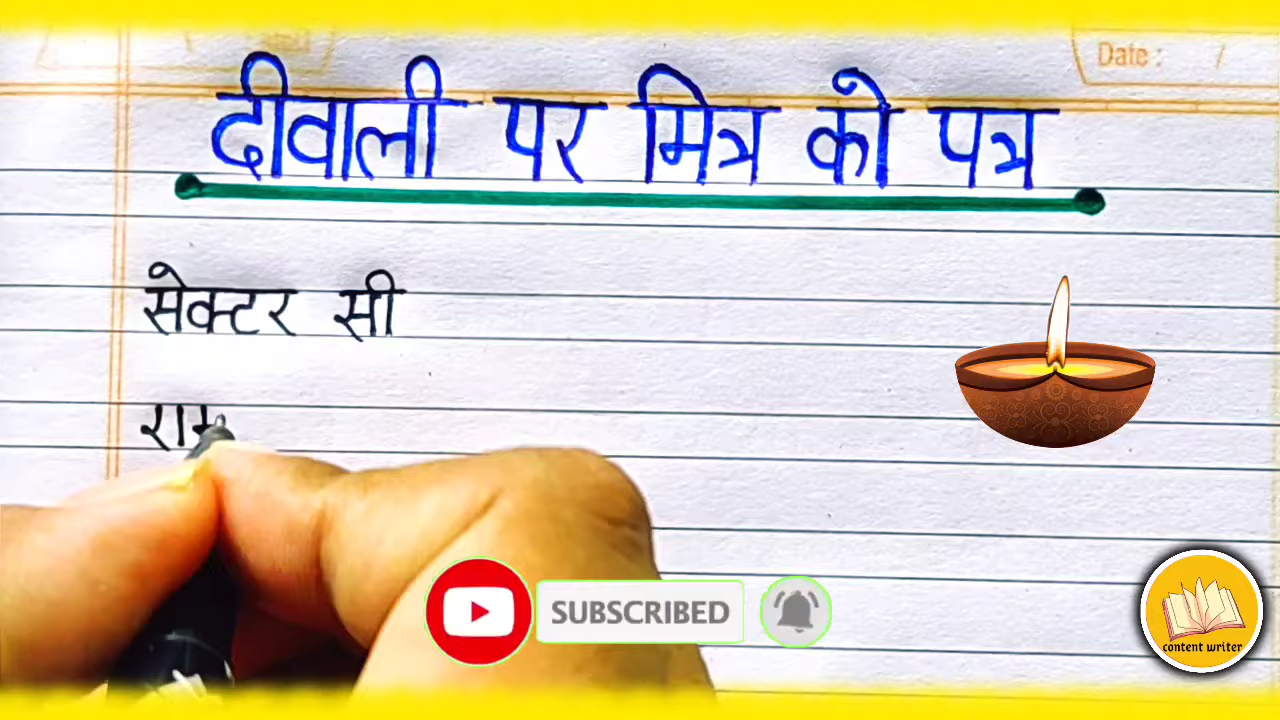 Date : /
दीवाली पर मित्र को पत्र
सेक्टर सी
राम
SUBSCRIBED
content writer